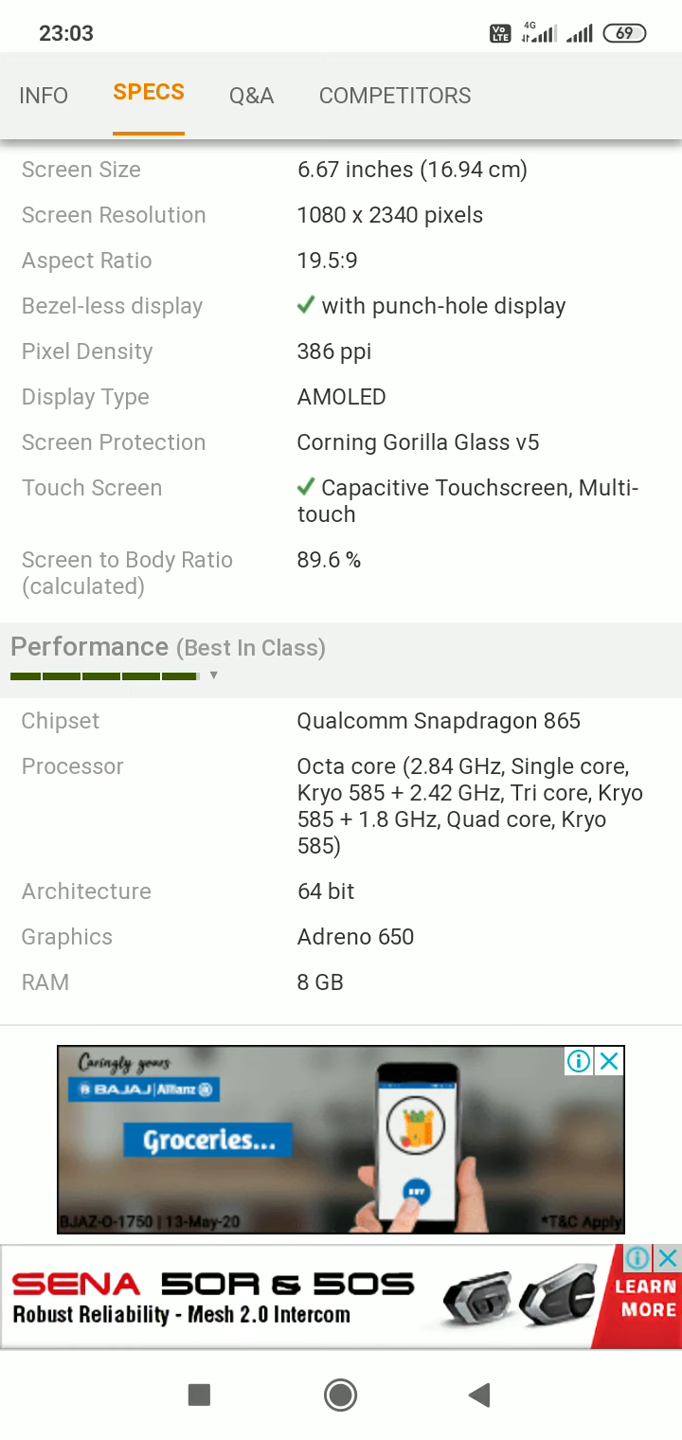 23:03
Vo LTE 4G 69
INFO SPECS Q&A COMPETITORS
Screen Size 6.67 inches (16.94 cm)
Screen Resolution 1080 x 2340 pixels
Aspect Ratio 19.5:9
Bezel-less display ✔ with punch-hole display
Pixel Density 386 ppi
Display Type AMOLED
Screen Protection Corning Gorilla Glass v5
Touch Screen ✔ Capacitive Touchscreen, Multi-
touch
Screen to Body Ratio 89.6 %
(calculated)
Performance (Best In Class)
Chipset Qualcomm Snapdragon 865
Processor Octa core (2.84 GHz, Single core,
Kryo 585 + 2.42 GHz, Tri core, Kryo
585 + 1.8 GHz, Quad core, Kryo
585)
Architecture 64 bit
Graphics Adreno 650
RAM 8 GB
Caringly yours
BAJAJ | Allianz
Groceries...
BUY
BJAZ-O-1750 | 13-May-20 *T&C Apply
SENA 50R & 50S
Robust Reliability - Mesh 2.0 Intercom
LEARN
MORE